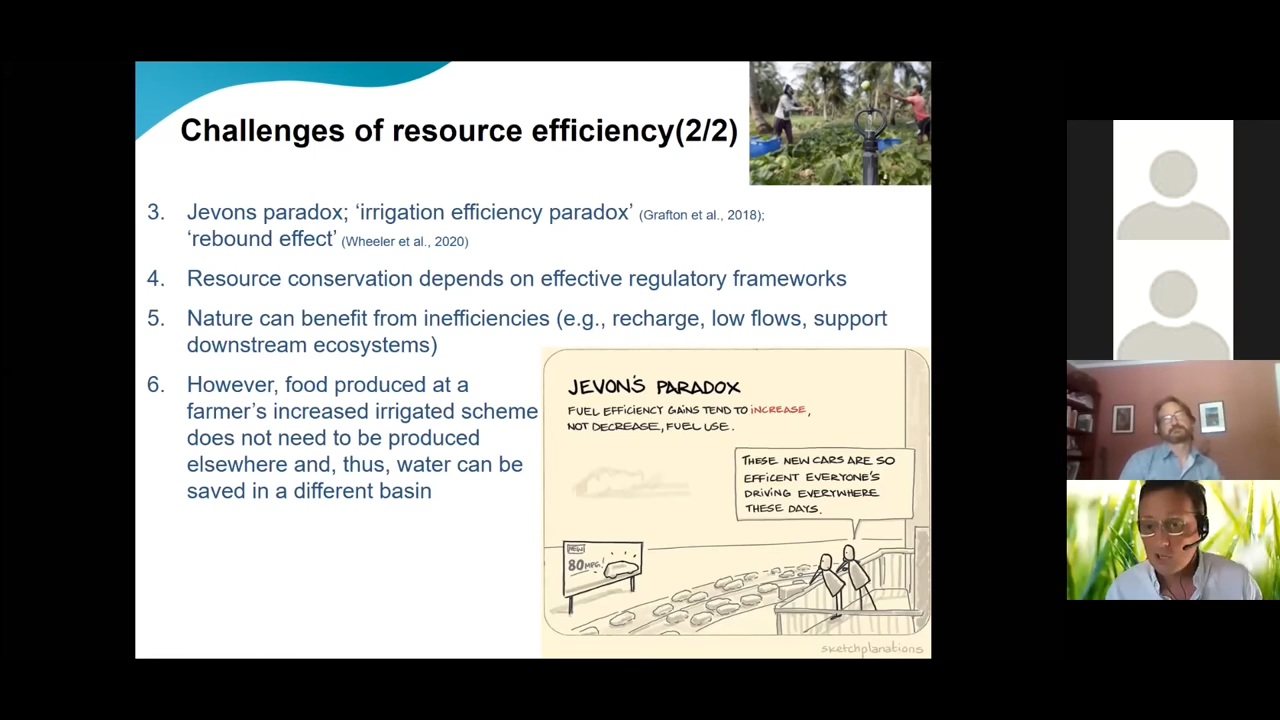 Challenges of resource efficiency(2/2)
3. Jevons paradox; ‘irrigation efficiency paradox’ (Grafton et al., 2018);
‘rebound effect’ (Wheeler et al., 2020)
4. Resource conservation depends on effective regulatory frameworks
5. Nature can benefit from inefficiencies (e.g., recharge, low flows, support
downstream ecosystems)
6. However, food produced at a
farmer’s increased irrigated scheme
does not need to be produced
elsewhere and, thus, water can be
saved in a different basin
JEVON'S PARADOX
FUEL EFFICIENCY GAINS TEND TO INCREASE,
NOT DECREASE, FUEL USE.
THESE NEW CARS ARE SO
EFFICENT EVERYONE'S
DRIVING EVERYWHERE
THESE DAYS.
NEW
80 MPG!
sketchplanations